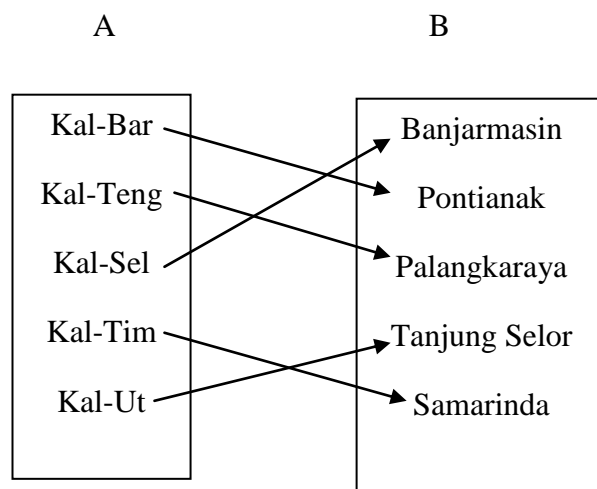 A
B
Kal-Bar
Kal-Teng
Kal-Sel
Kal-Tim
Kal-Ut
Banjarmasin
Pontianak
Palangkaraya
Tanjung Selor
Samarinda